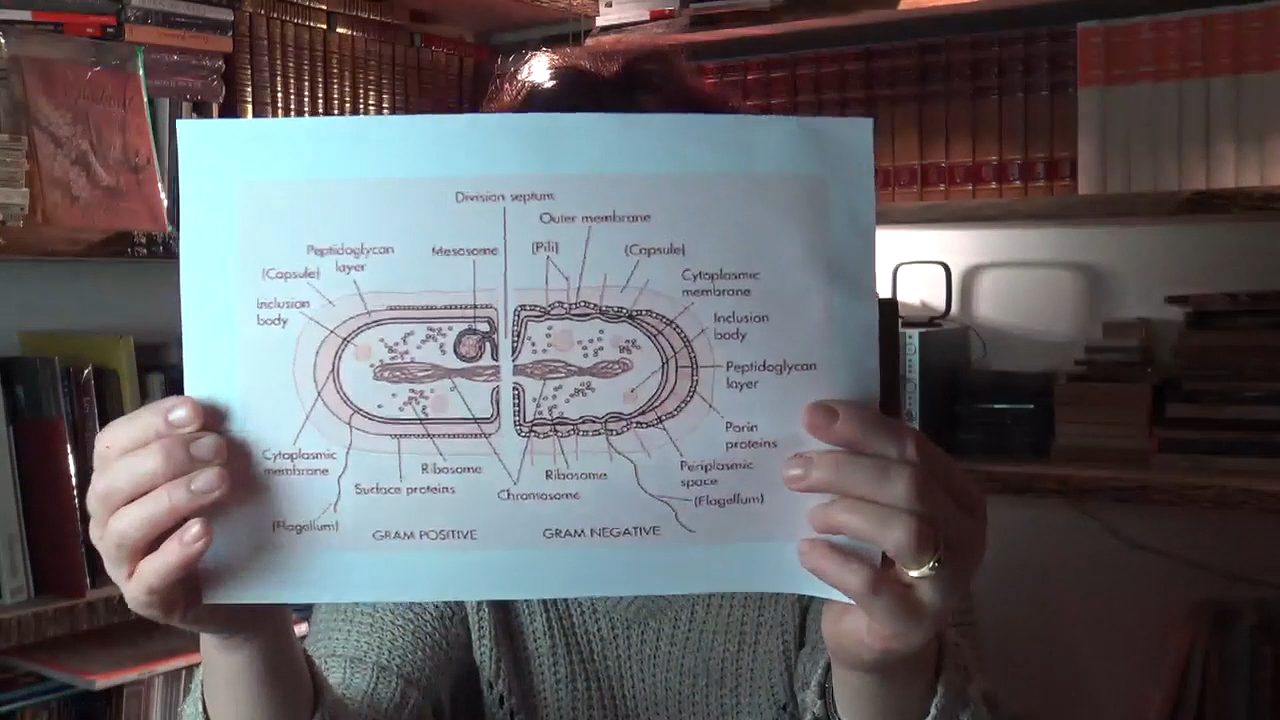 Division septum
Outer membrane
Peptidoglycan
layer
Mesosome
(Pili)
(Capsule)
(Capsule)
Cytoplasmic
membrane
Inclusion
body
Inclusion
body
Peptidoglycan
layer
Porin
proteins
Cytoplasmic
membrane
Ribosome
Surface proteins
Chromosome
Ribosome
Periplasmic
space
(Flagellum)
(Flagellum)
GRAM POSITIVE
GRAM NEGATIVE